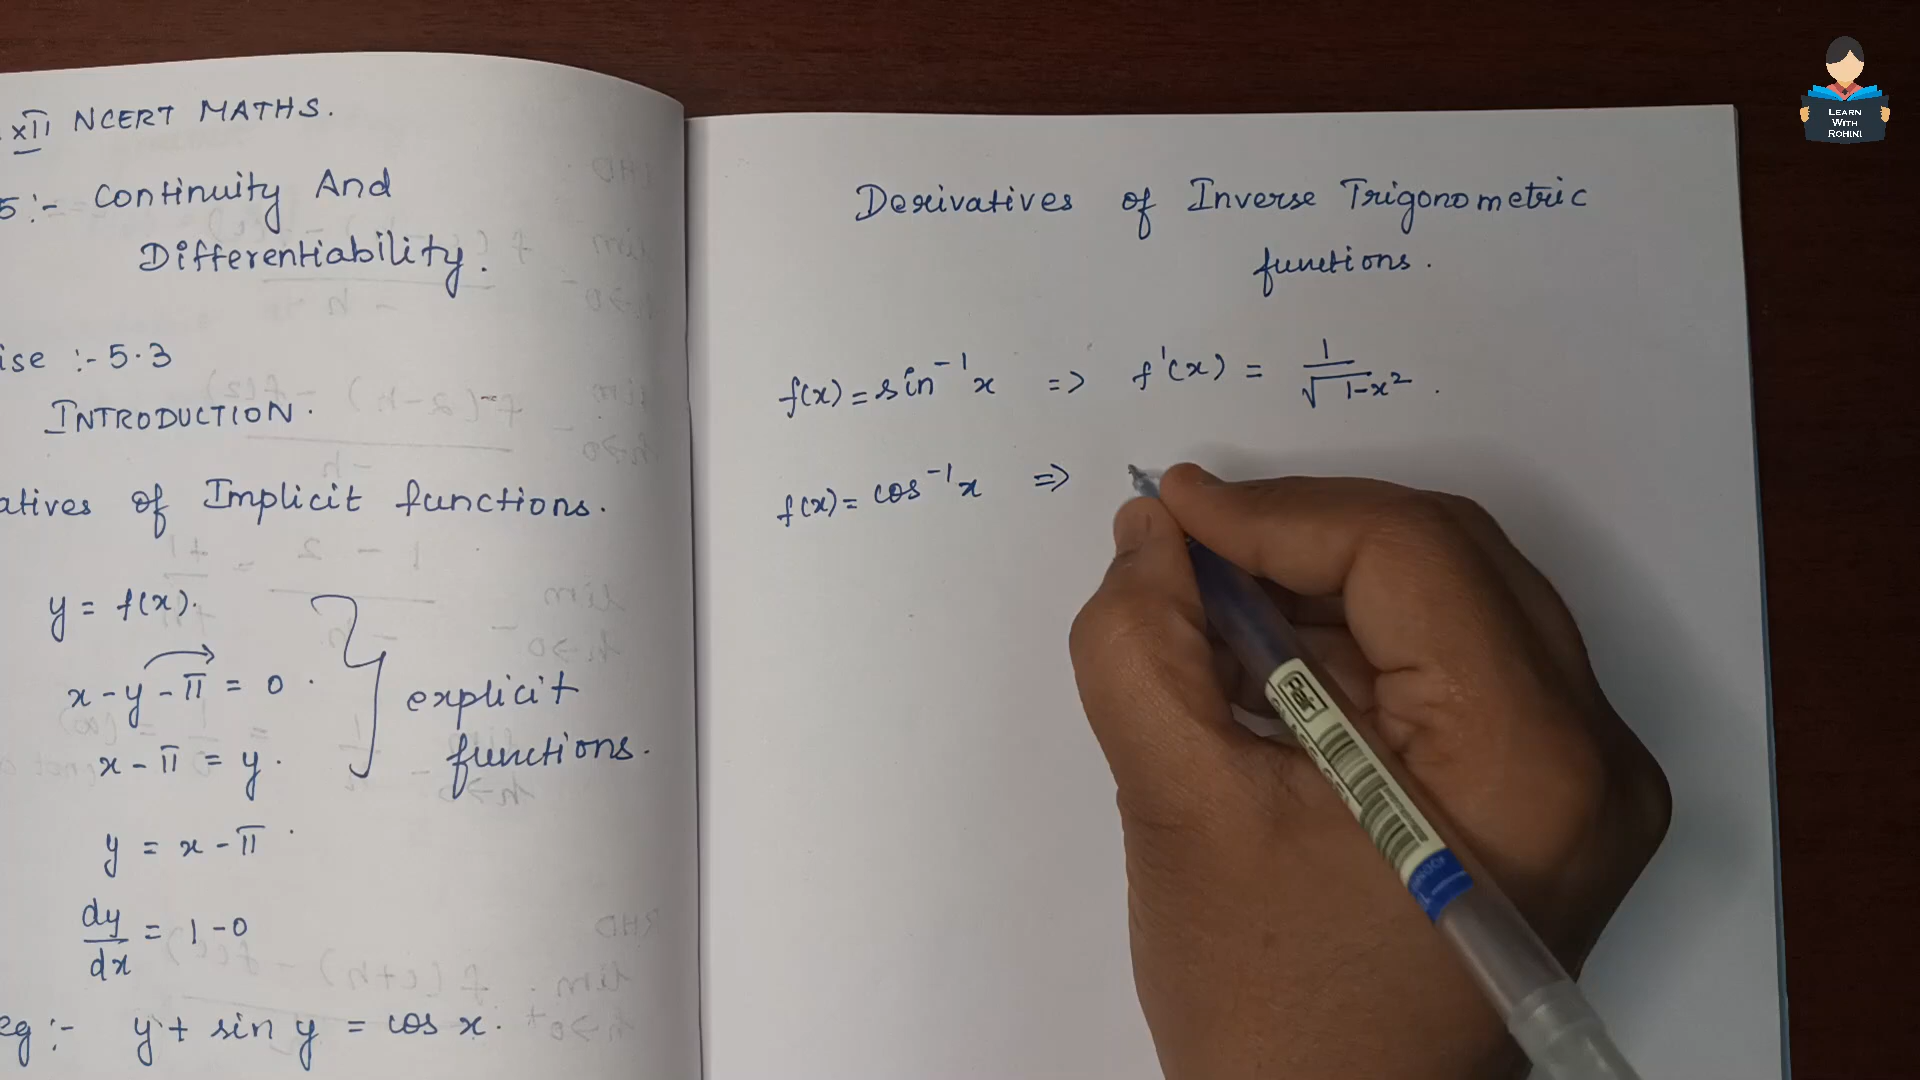 XII NCERT MATHS.
5:- Continuity And
Differentiability.
ise :- 5.3
INTRODUCTION.
atives of Implicit functions.
y = f(x).
x - y - π = 0.
x - π = y.
explicit
functions.
y = x - π
dy/dx = 1 - 0
eg :- y + sin y = cos x.
Derivatives of Inverse Trigonometric
functions.
f(x) = sin⁻¹x => f'(x) = 1/√1-x².
f(x) = cos⁻¹x =>
Flair
LEARN
WITH
ROHINI